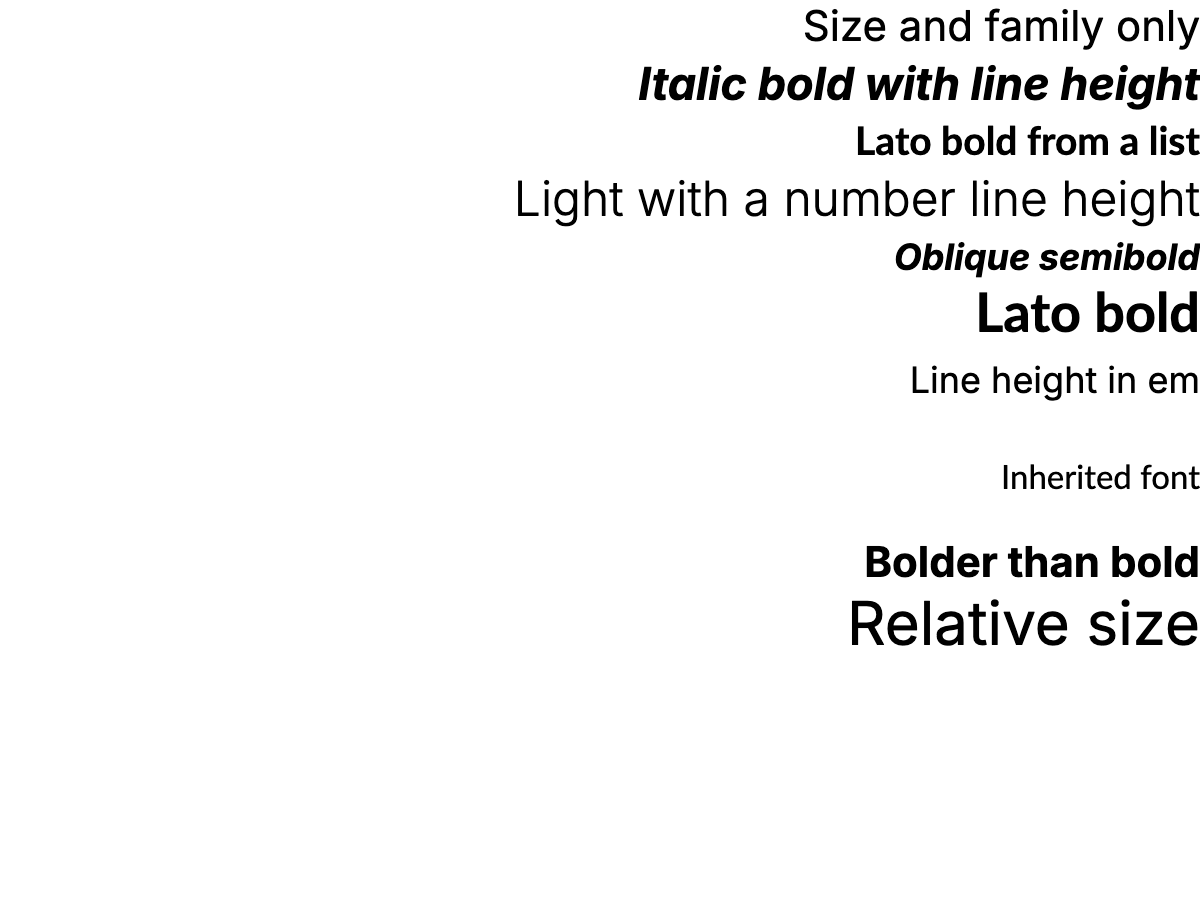 Size and family only
Italic bold with line height
Lato bold from a list
Light with a number line height
Oblique semibold
Lato bold
Line height in em
Inherited font
Bolder than bold
Relative size